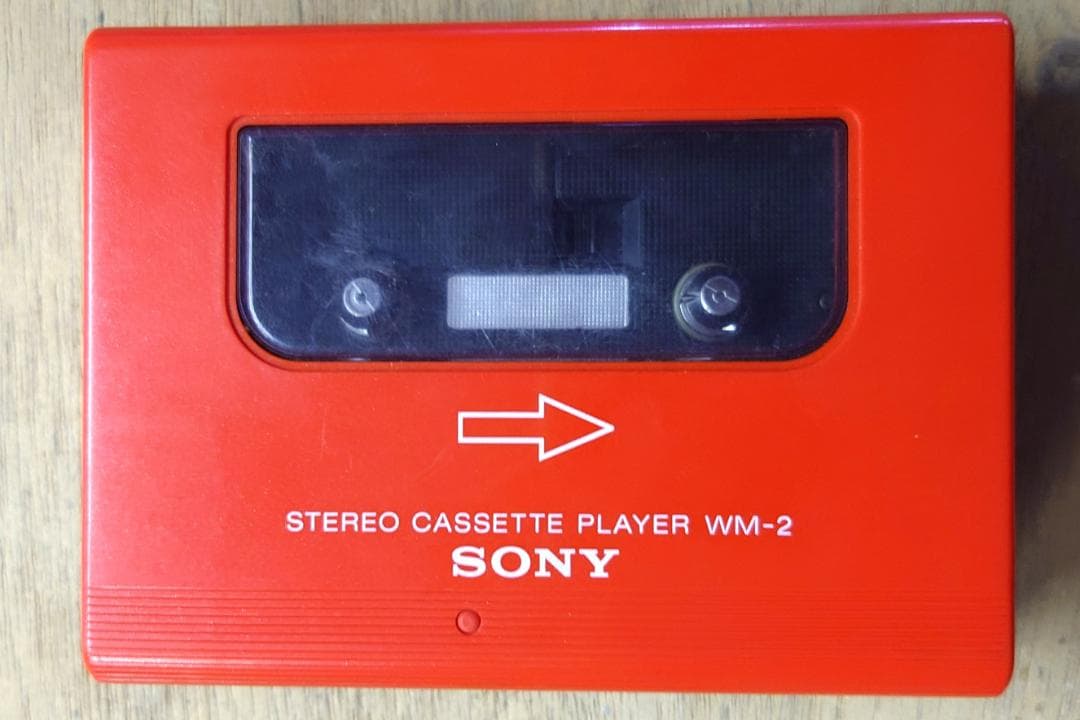 STEREO CASSETTE PLAYER WM-2
SONY